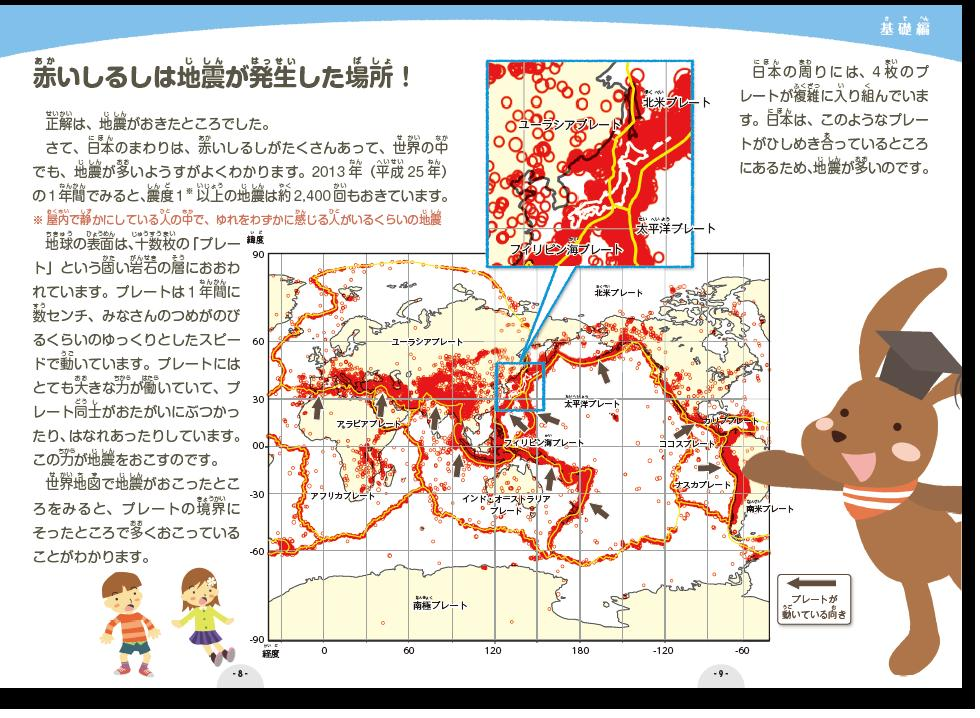 基礎編
赤いしるしは地震が発生した場所！
正解は、地震がおきたところでした。
さて、日本のまわりは、赤いしるしがたくさんあって、世界の中
でも、地震が多いようすがよくわかります。2013年（平成25年）
の1年間でみると、震度1※以上の地震は約2,400回もおきています。
※ 屋内で静かにしている人の中で、ゆれをわずかに感じる人がいるくらいの地震
地球の表面は、十数枚の「プレー
ト」という固い岩石の層におおわ
れています。プレートは1年間に
数センチ、みなさんのつめがのび
るくらいのゆっくりとしたスピー
ドで動いています。プレートには
とても大きな力が働いていて、プ
レート同士がおたがいにぶつかっ
たり、はなれあったりしています。
この力が地震をおこすのです。
世界地図で地震がおこったとこ
ろをみると、プレートの境界に
そったところで多くおこっている
ことがわかります。
日本の周りには、4枚のプ
レートが複雑に入り組んでいま
す。日本は、このようなプレー
トがひしめき合っているところ
にあるため、地震が多いのです。
北米プレート
ユーラシアプレート
太平洋プレート
フィリピン海プレート
緯度
90
60
30
00
-30
-60
-90
北米プレート
ユーラシアプレート
太平洋プレート
アラビアプレート
カリブプレート
フィリピン海プレート
ココスプレート
ナスカプレート
アフリカプレート
インド・オーストラリア
プレート
南米プレート
南極プレート
経度
0
60
120
180
-120
-60
プレートが
動いている向き
-8-
-9-